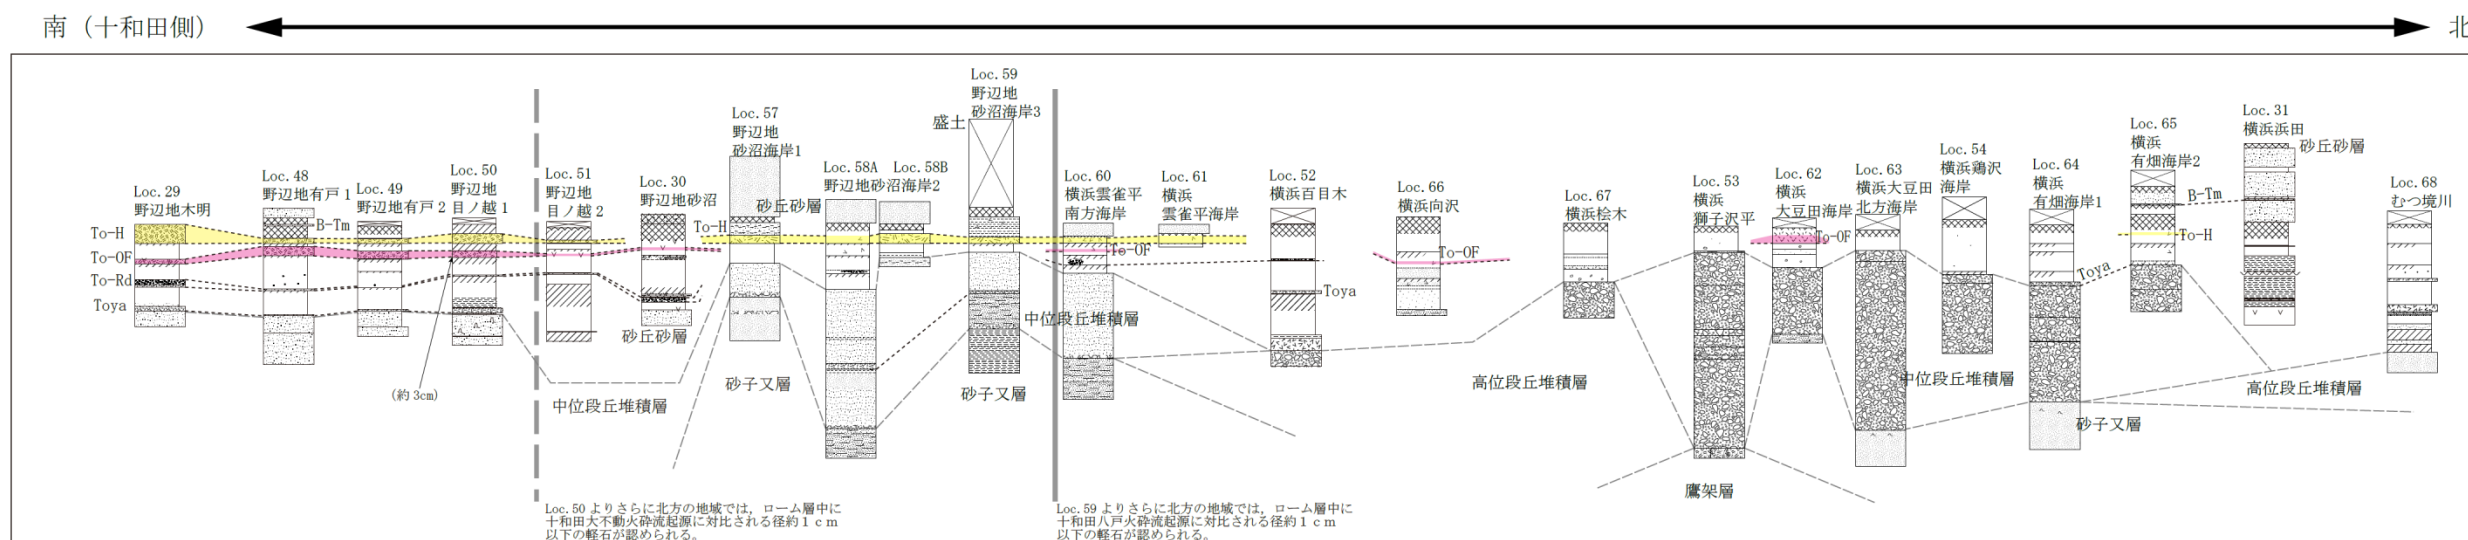 南（十和田側）
北
Loc.29
野辺地木明
Loc.48
野辺地有戸1
Loc.49
野辺地有戸2
Loc.50
野辺地
目ノ越1
Loc.51
野辺地
目ノ越2
Loc.30
野辺地砂沼
Loc.57
野辺地
砂沼海岸1
Loc.58A
野辺地砂沼海岸2
Loc.58B
Loc.59
野辺地
砂沼海岸3
盛土
Loc.60
横浜雲雀平
南方海岸
Loc.61
横浜
雲雀平海岸
Loc.52
横浜百目木
Loc.66
横浜向沢
Loc.67
横浜桧木
Loc.53
横浜
獅子沢平
Loc.62
横浜
大豆田海岸
Loc.63
横浜大豆田
北方海岸
Loc.54
横浜鶏沢
海岸
Loc.64
横浜
有畑海岸1
Loc.65
横浜
有畑海岸2
Loc.31
横浜浜田
砂丘砂層
Loc.68
むつ境川
To-H
To-OF
To-Rd
Toya
B-Tm
To-H
砂丘砂層
砂丘砂層
To-OF
Toya
To-OF
To-OF
Toya
B-Tm
To-H
(約3cm)
中位段丘堆積層
砂子又層
砂子又層
中位段丘堆積層
高位段丘堆積層
鷹架層
中位段丘堆積層
砂子又層
高位段丘堆積層
Loc.50よりさらに北方の地域では，ローム層中に
十和田大不動火砕流起源に対比される径約1cm
以下の軽石が認められる。
Loc.59よりさらに北方の地域では，ローム層中に
十和田八戸火砕流起源に対比される径約1cm
以下の軽石が認められる。